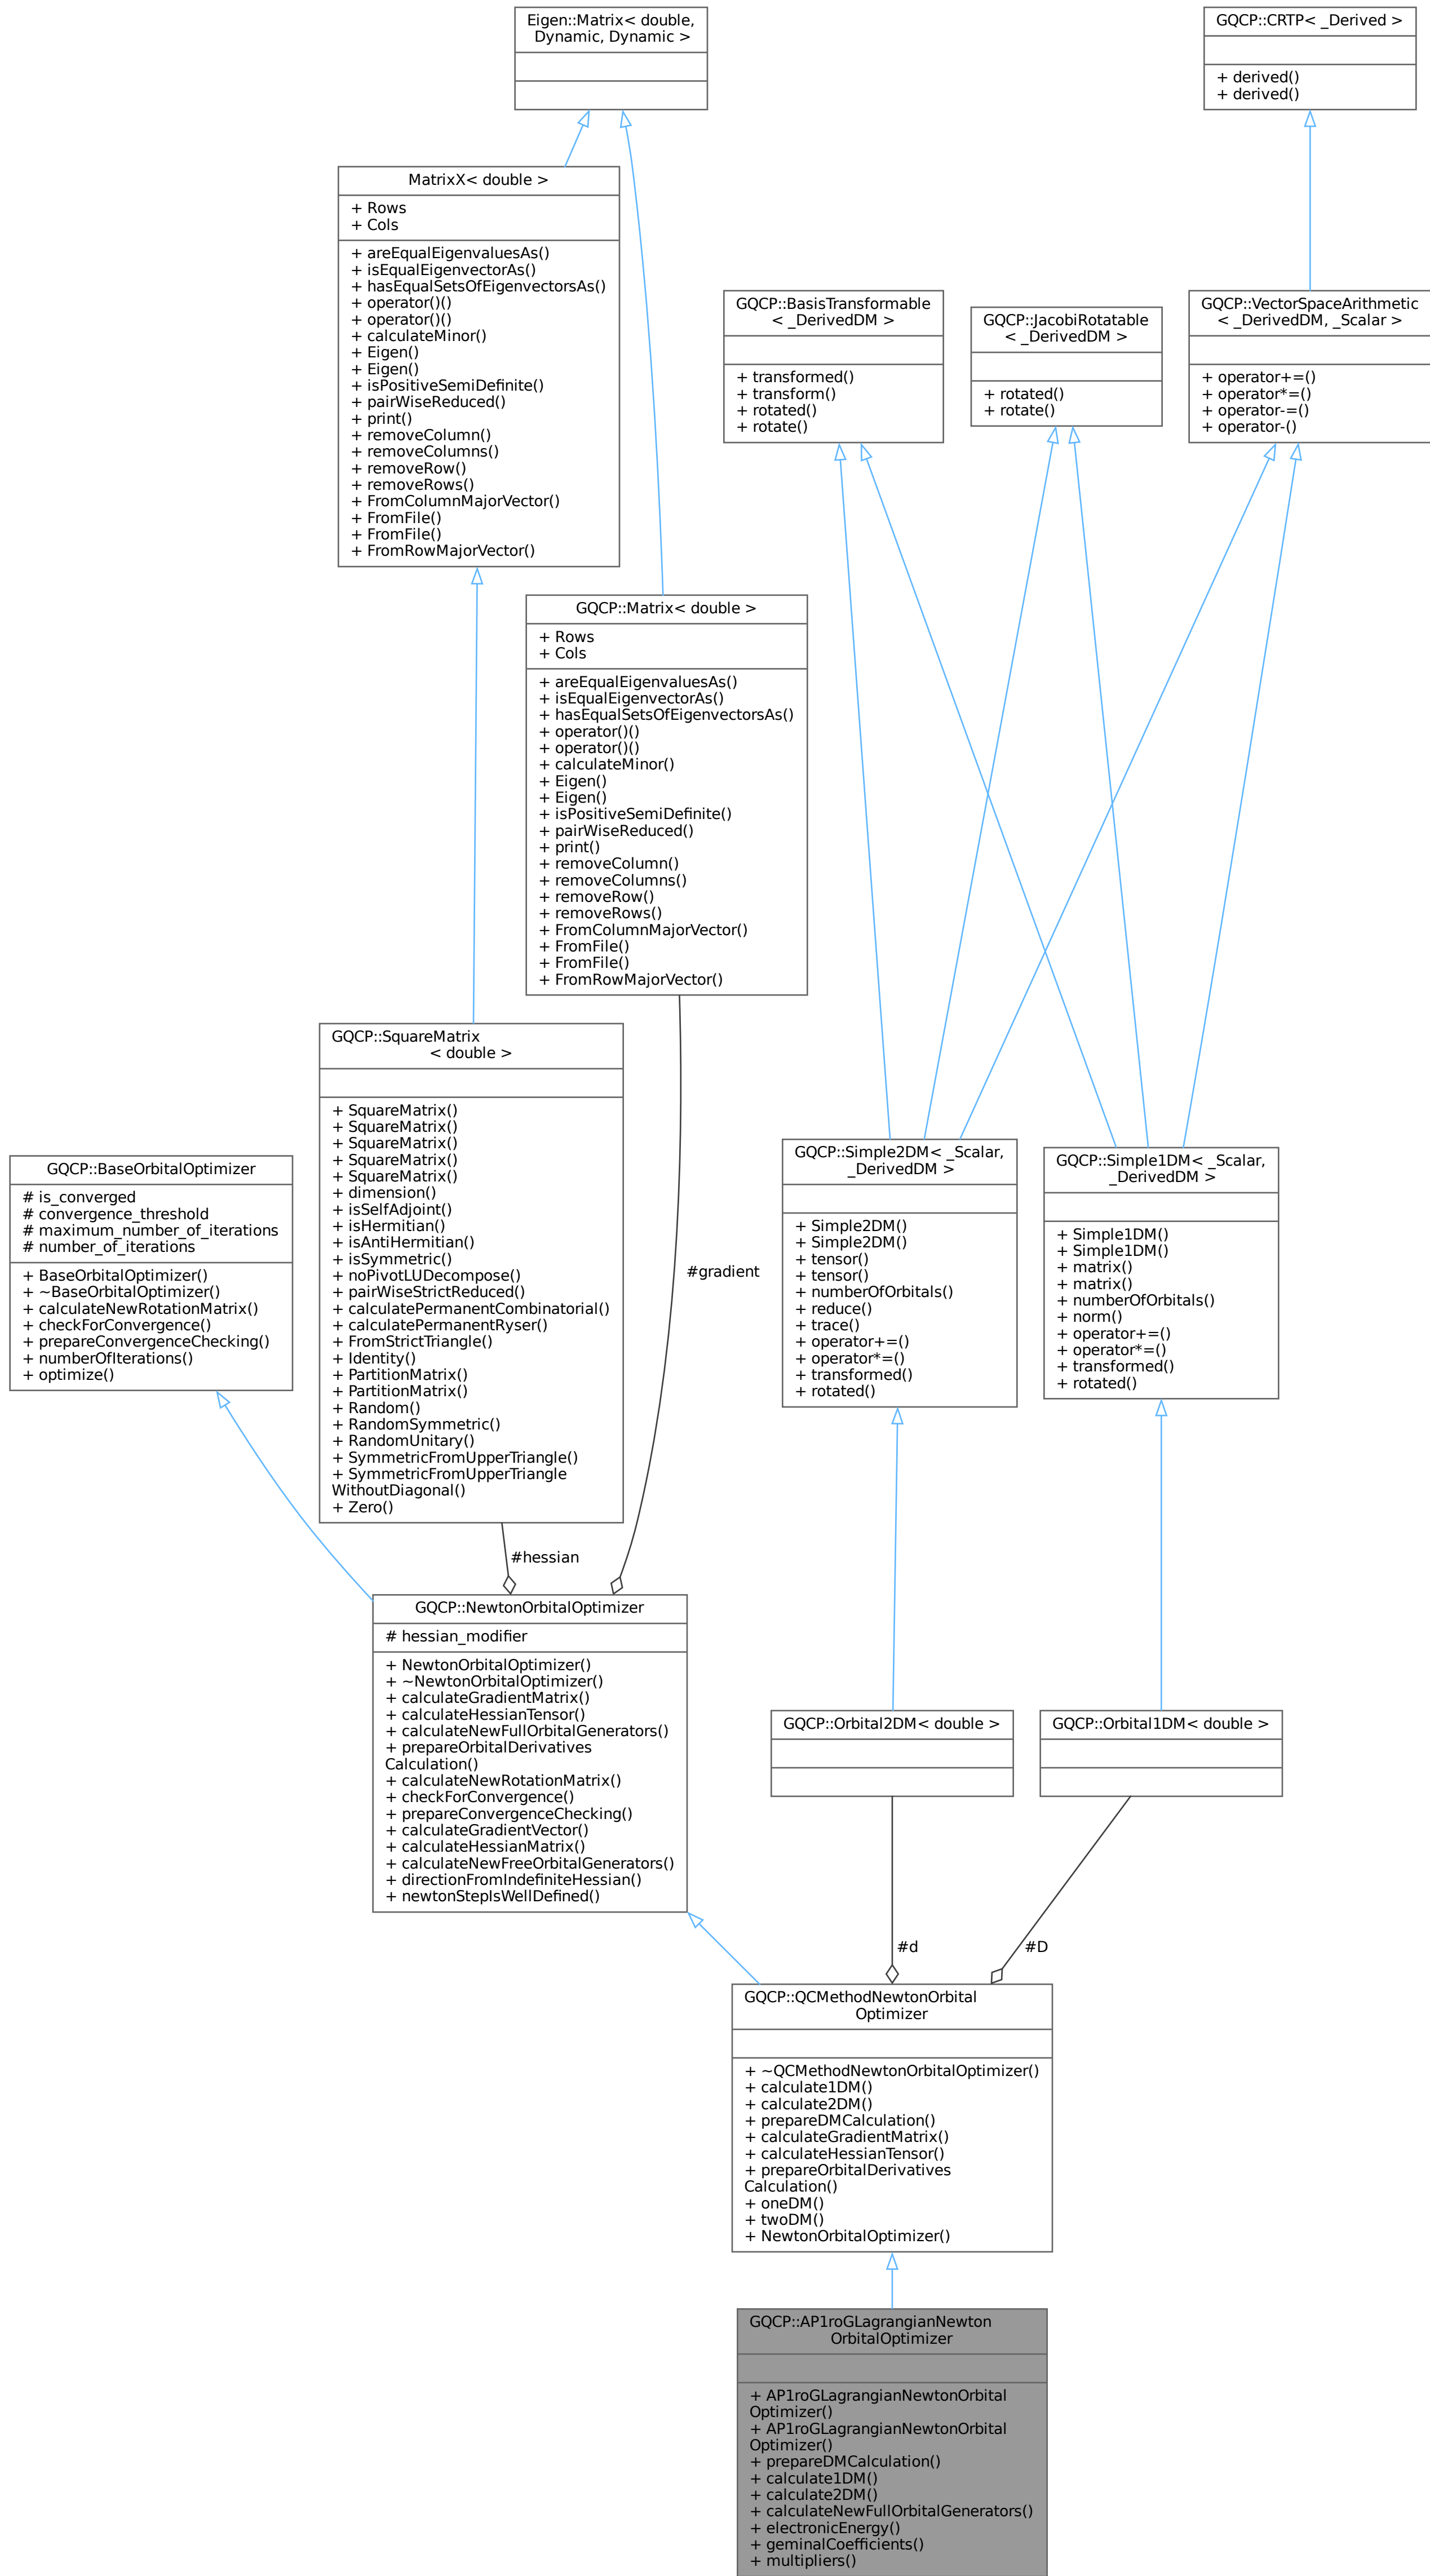 Eigen::Matrix< double,
Dynamic, Dynamic >
GQCP::CRTP< _Derived >
+ derived()
+ derived()
MatrixX< double >
+ Rows
+ Cols
+ areEqualEigenvaluesAs()
+ isEqualEigenvectorAs()
+ hasEqualSetsOfEigenvectorsAs()
+ operator()()
+ operator()()
+ calculateMinor()
+ Eigen()
+ Eigen()
+ isPositiveSemiDefinite()
+ pairWiseReduced()
+ print()
+ removeColumn()
+ removeColumns()
+ removeRow()
+ removeRows()
+ FromColumnMajorVector()
+ FromFile()
+ FromFile()
+ FromRowMajorVector()
GQCP::BasisTransformable
< _DerivedDM >
+ transformed()
+ transform()
+ rotated()
+ rotate()
GQCP::JacobiRotatable
< _DerivedDM >
+ rotated()
+ rotate()
GQCP::VectorSpaceArithmetic
< _DerivedDM, _Scalar >
+ operator+=()
+ operator*=()
+ operator-=()
+ operator-()
GQCP::Matrix< double >
+ Rows
+ Cols
+ areEqualEigenvaluesAs()
+ isEqualEigenvectorAs()
+ hasEqualSetsOfEigenvectorsAs()
+ operator()()
+ operator()()
+ calculateMinor()
+ Eigen()
+ Eigen()
+ isPositiveSemiDefinite()
+ pairWiseReduced()
+ print()
+ removeColumn()
+ removeColumns()
+ removeRow()
+ removeRows()
+ FromColumnMajorVector()
+ FromFile()
+ FromFile()
+ FromRowMajorVector()
GQCP::SquareMatrix
< double >
+ SquareMatrix()
+ SquareMatrix()
+ SquareMatrix()
+ SquareMatrix()
+ SquareMatrix()
+ dimension()
+ isSelfAdjoint()
+ isHermitian()
+ isAntiHermitian()
+ isSymmetric()
+ noPivotLUDecompose()
+ pairWiseStrictReduced()
+ calculatePermanentCombinatorial()
+ calculatePermanentRyser()
+ FromStrictTriangle()
+ Identity()
+ PartitionMatrix()
+ PartitionMatrix()
+ Random()
+ RandomSymmetric()
+ RandomUnitary()
+ SymmetricFromUpperTriangle()
+ SymmetricFromUpperTriangle
WithoutDiagonal()
+ Zero()
GQCP::BaseOrbitalOptimizer
# is_converged
# convergence_threshold
# maximum_number_of_iterations
# number_of_iterations
+ BaseOrbitalOptimizer()
+ ~BaseOrbitalOptimizer()
+ calculateNewRotationMatrix()
+ checkForConvergence()
+ prepareConvergenceChecking()
+ numberOfIterations()
+ optimize()
#gradient
GQCP::Simple2DM< _Scalar,
_DerivedDM >
+ Simple2DM()
+ Simple2DM()
+ tensor()
+ tensor()
+ numberOfOrbitals()
+ reduce()
+ trace()
+ operator+=()
+ operator*=()
+ transformed()
+ rotated()
GQCP::Simple1DM< _Scalar,
_DerivedDM >
+ Simple1DM()
+ Simple1DM()
+ matrix()
+ matrix()
+ numberOfOrbitals()
+ norm()
+ operator+=()
+ operator*=()
+ transformed()
+ rotated()
#hessian
GQCP::NewtonOrbitalOptimizer
# hessian_modifier
+ NewtonOrbitalOptimizer()
+ ~NewtonOrbitalOptimizer()
+ calculateGradientMatrix()
+ calculateHessianTensor()
+ calculateNewFullOrbitalGenerators()
+ prepareOrbitalDerivatives
Calculation()
+ calculateNewRotationMatrix()
+ checkForConvergence()
+ prepareConvergenceChecking()
+ calculateGradientVector()
+ calculateHessianMatrix()
+ calculateNewFreeOrbitalGenerators()
+ directionFromIndefiniteHessian()
+ newtonStepIsWellDefined()
GQCP::Orbital2DM< double >
GQCP::Orbital1DM< double >
#d
#D
GQCP::QCMethodNewtonOrbital
Optimizer
+ ~QCMethodNewtonOrbitalOptimizer()
+ calculate1DM()
+ calculate2DM()
+ prepareDMCalculation()
+ calculateGradientMatrix()
+ calculateHessianTensor()
+ prepareOrbitalDerivatives
Calculation()
+ oneDM()
+ twoDM()
+ NewtonOrbitalOptimizer()
GQCP::AP1roGLagrangianNewton
OrbitalOptimizer
+ AP1roGLagrangianNewtonOrbital
Optimizer()
+ AP1roGLagrangianNewtonOrbital
Optimizer()
+ prepareDMCalculation()
+ calculate1DM()
+ calculate2DM()
+ calculateNewFullOrbitalGenerators()
+ electronicEnergy()
+ geminalCoefficients()
+ multipliers()